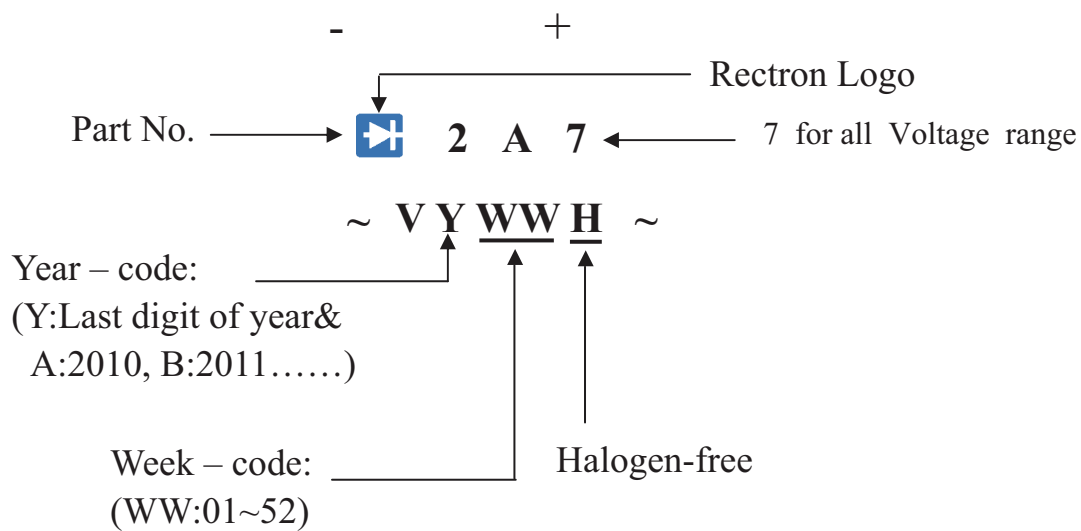 - +
Rectron Logo
Part No. 2 A 7 7 for all Voltage range
~ V Y WW H ~
Year – code:
(Y:Last digit of year&
A:2010, B:2011……)
Halogen-free
Week – code:
(WW:01~52)